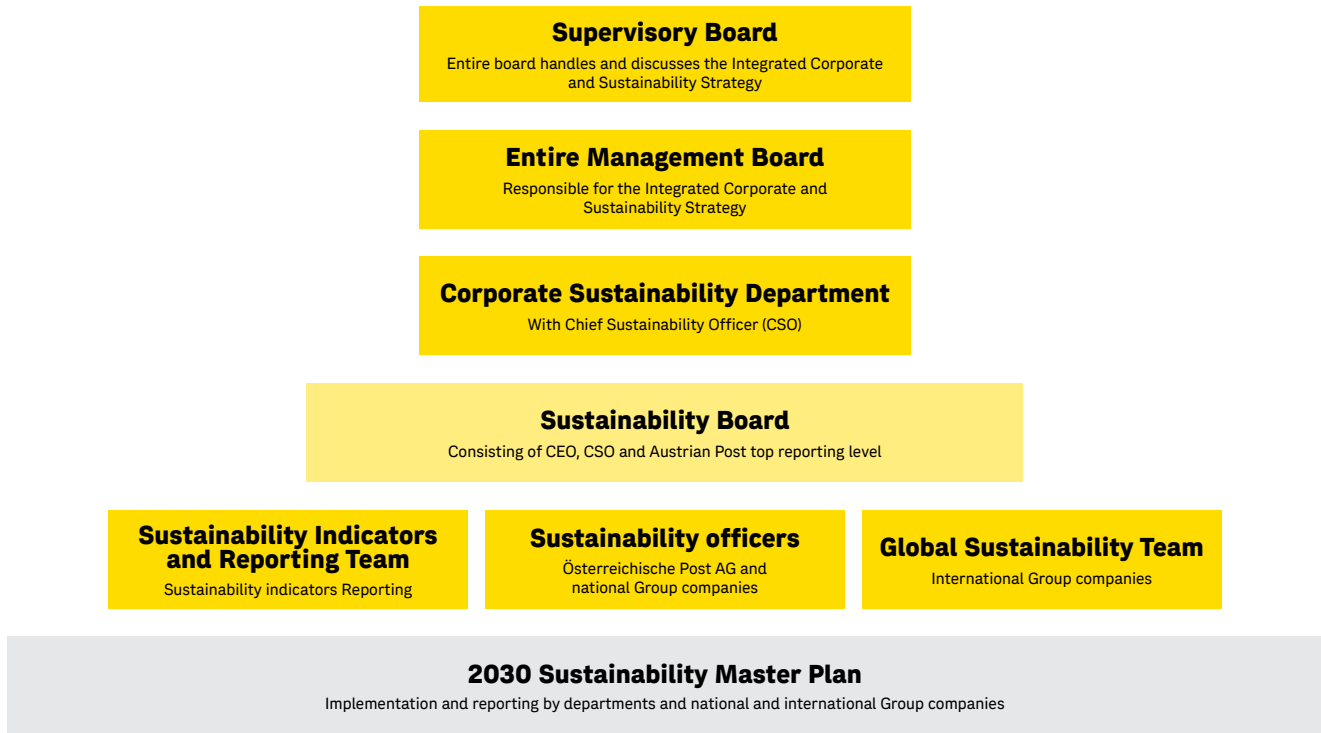 Supervisory Board
Entire board handles and discusses the Integrated Corporate
and Sustainability Strategy
Entire Management Board
Responsible for the Integrated Corporate and
Sustainability Strategy
Corporate Sustainability Department
With Chief Sustainability Officer (CSO)
Sustainability Board
Consisting of CEO, CSO and Austrian Post top reporting level
Sustainability Indicators
and Reporting Team
Sustainability indicators Reporting
Sustainability officers
Österreichische Post AG and
national Group companies
Global Sustainability Team
International Group companies
2030 Sustainability Master Plan
Implementation and reporting by departments and national and international Group companies